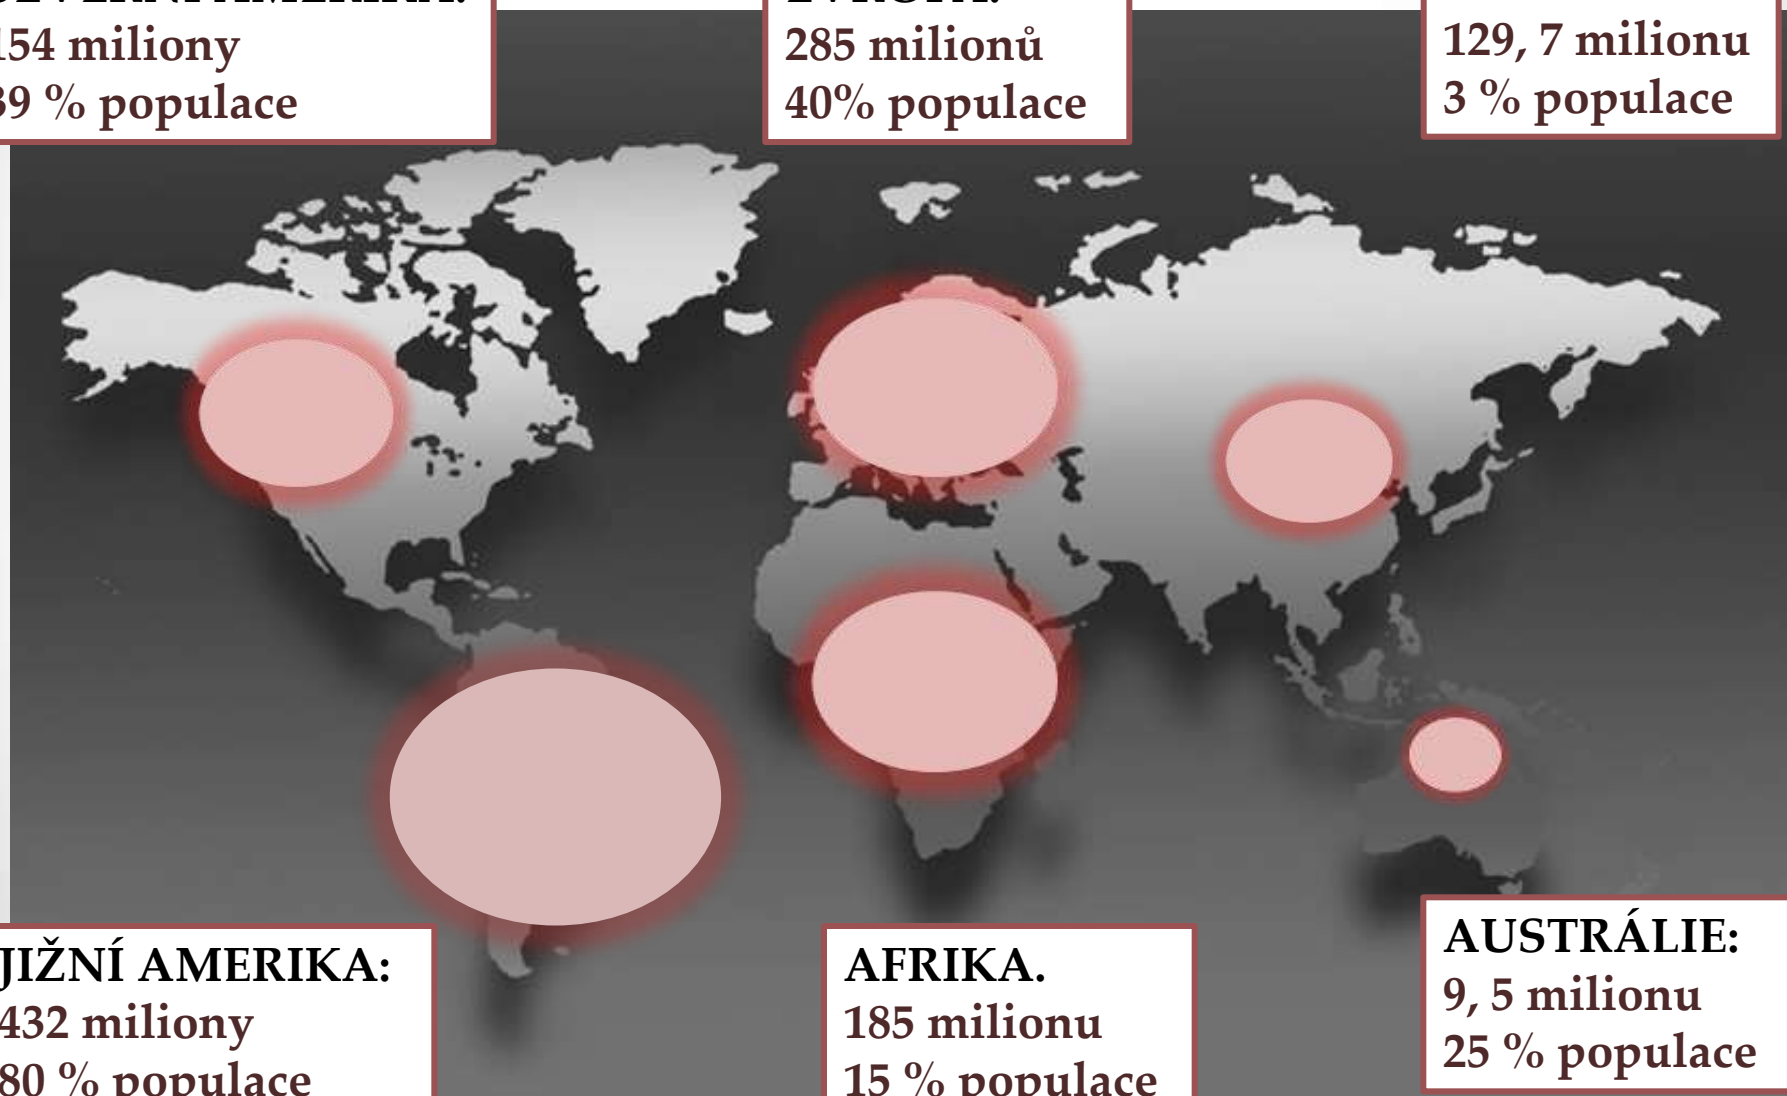 154 miliony
39 % populace
285 milionů
40% populace
129, 7 milionu
3 % populace
JIŽNÍ AMERIKA:
432 miliony
80 % populace
AFRIKA.
185 milionu
15 % populace
AUSTRÁLIE:
9, 5 milionu
25 % populace